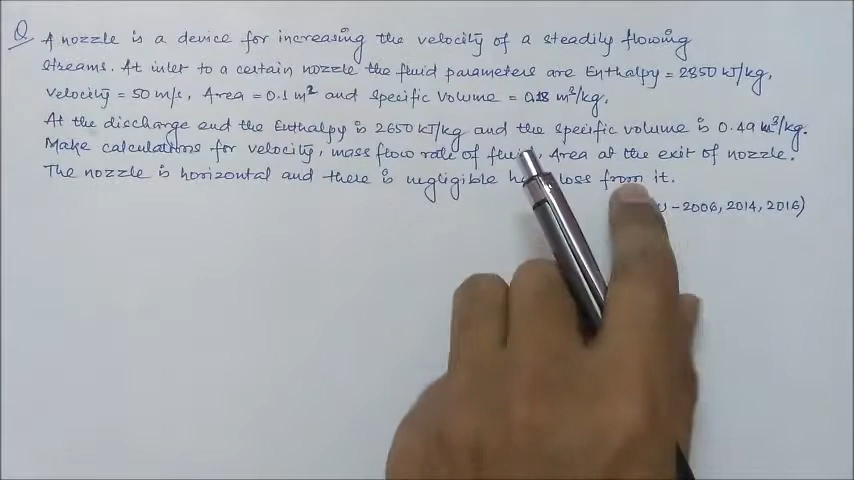 Q A nozzle is a device for increasing the velocity of a steadily flowing
streams. At inlet to a certain nozzle the fluid parameters are Enthalpy = 2850 kJ/kg,
velocity = 50 m/s, Area = 0.1 m² and specific volume = 0.18 m³/kg.
At the discharge end the Enthalpy is 2650 kJ/kg and the specific volume is 0.49 m³/kg.
Make calculations for velocity, mass flow rate of fluid, Area at the exit of nozzle.
The nozzle is horizontal and there is negligible loss from it.
- 2006, 2014, 2016)